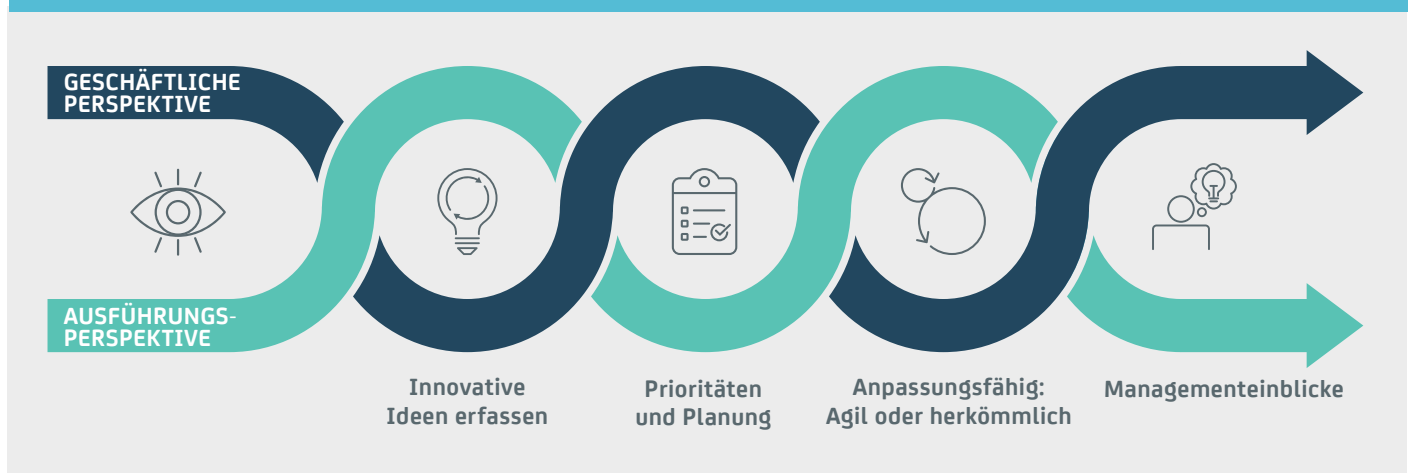 GESCHÄFTLICHE
PERSPEKTIVE
AUSFÜHRUNGS-
PERSPEKTIVE
Innovative
Ideen erfassen
Prioritäten
und Planung
Anpassungsfähig:
Agil oder herkömmlich
Managementeinblicke